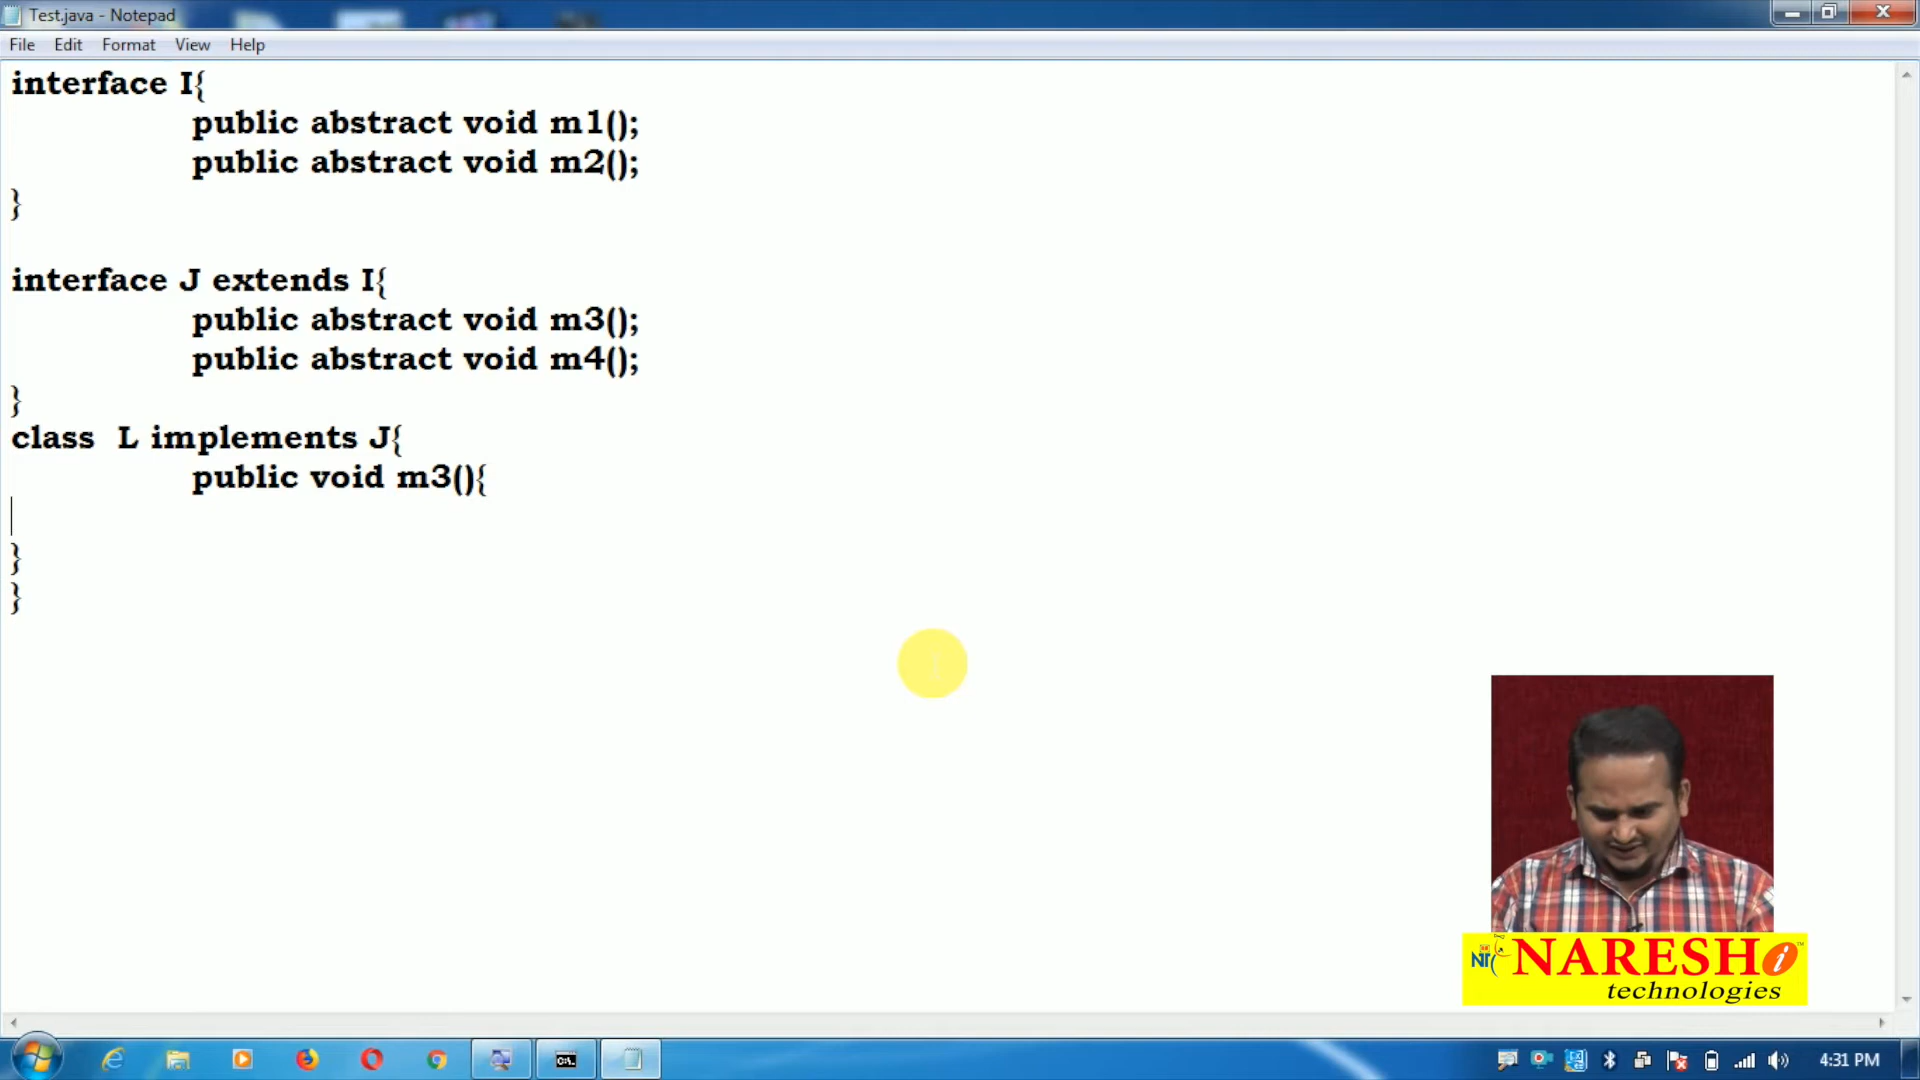 Test.java - Notepad
File Edit Format View Help
interface I{
public abstract void m1();
public abstract void m2();
}
interface J extends I{
public abstract void m3();
public abstract void m4();
}
class L implements J{
public void m3(){
}
}
NARESH i
technologies
4:31 PM